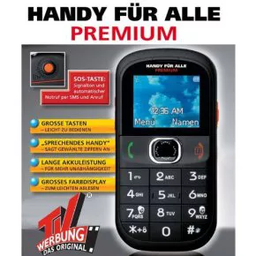 HANDY FÜR ALLE
PREMIUM
SOS-TASTE:
Signalton und
automatischer
Notruf per SMS und Anruf
HANDY FÜR ALLE
PREMIUM
12:36 AM
Menü
Namen
GROSSE TASTEN
– LEICHT ZU BEDIENEN
„SPRECHENDES HANDY“
– SAGT GEWÄHLTE ZIFFERN AN
LANGE AKKULEISTUNG
– FÜR MEHR UNABHÄNGIGKEIT
GROSSES FARBDISPLAY
– ZUM LEICHTEN ABLESEN
1
2 ABC
3 DEF
4 GHI
5 JKL
6 MNO
7 PQRS
8 TUV
9 WXYZ
*
0
#
TV
WERBUNG
DAS ORIGINAL